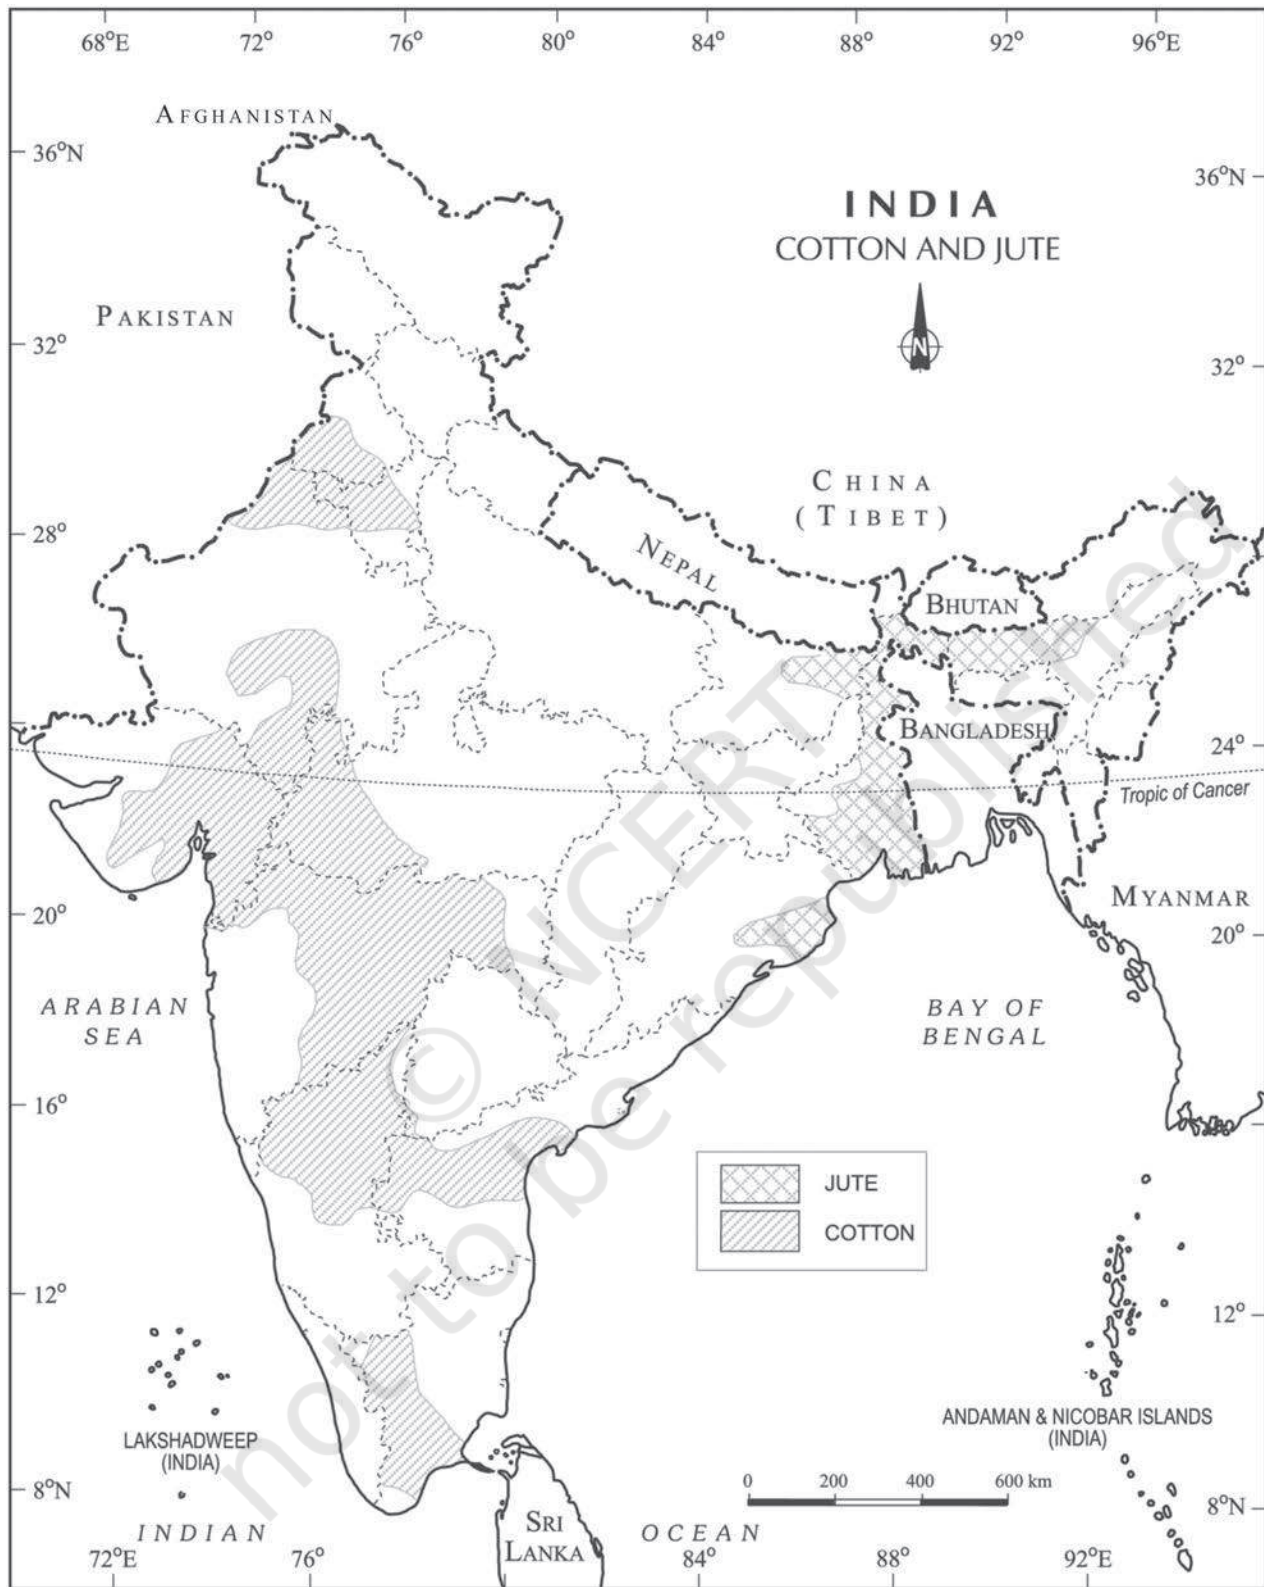 68°E 72° 76° 80° 84° 88° 92° 96°E
AFGHANISTAN
36°N
36°N
INDIA
COTTON AND JUTE
PAKISTAN
N
32°
32°
CHINA
(TIBET)
28°
NEPAL
BHUTAN
BANGLADESH
24°
Tropic of Cancer
MYANMAR
20°
20°
ARABIAN
SEA
BAY OF
BENGAL
16°
JUTE
COTTON
12°
12°
LAKSHADWEEP
(INDIA)
ANDAMAN & NICOBAR ISLANDS
(INDIA)
0 200 400 600 km
8°N
8°N
INDIAN
SRI
LANKA
OCEAN
72°E 76° 84° 88° 92°E
© NCERT
not to be republished